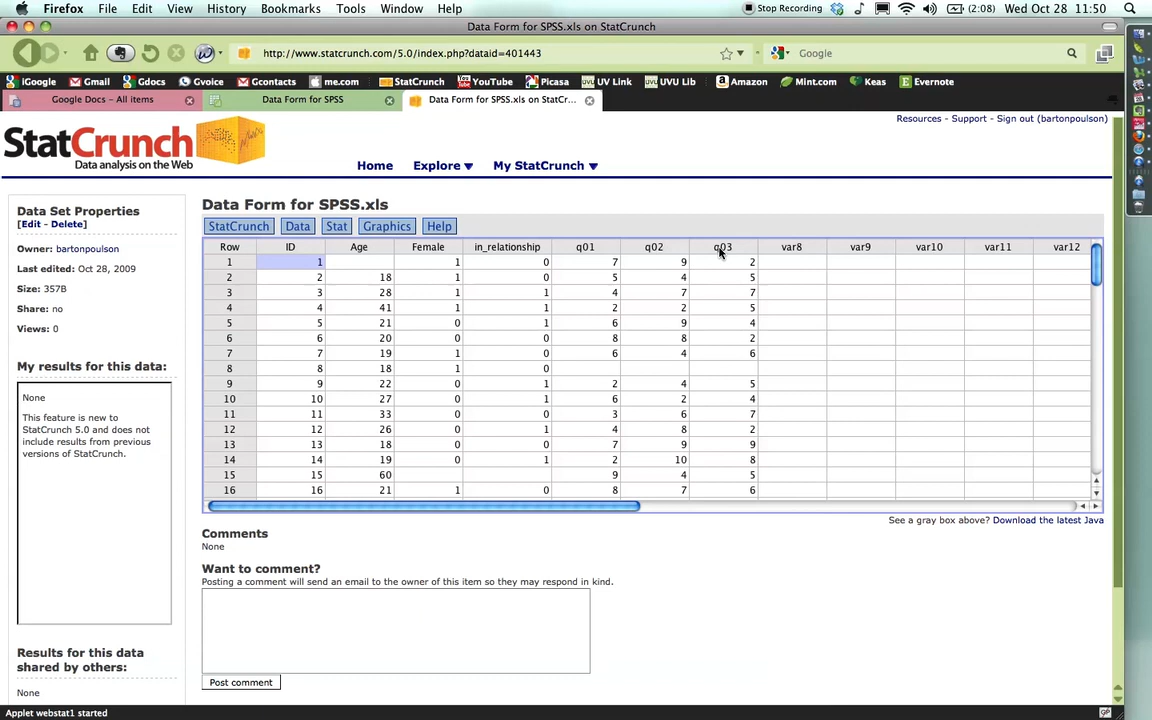 Firefox File Edit View History Bookmarks Tools Window Help Stop Recording (2:08) Wed Oct 28 11:50
Data Form for SPSS.xls on StatCrunch
http://www.statcrunch.com/5.0/index.php?dataid=401443 Google
iGoogle Gmail Gdocs Gvoice Gcontacts me.com StatCrunch YouTube Picasa UV Link UVU Lib Amazon Mint.com Keas Evernote
Google Docs – All items Data Form for SPSS Data Form for SPSS.xls on StatCr...
Resources - Support - Sign out (bartonpoulson)
StatCrunch
Data analysis on the Web
Home Explore My StatCrunch
Data Set Properties
[Edit - Delete]
Owner: bartonpoulson
Last edited: Oct 28, 2009
Size: 357B
Share: no
Views: 0
My results for this data:
None
This feature is new to
StatCrunch 5.0 and does not
include results from previous
versions of StatCrunch.
Results for this data
shared by others:
None
Data Form for SPSS.xls
StatCrunch Data Stat Graphics Help
Row ID Age Female in_relationship q01 q02 q03 var8 var9 var10 var11 var12
1 1 1 0 7 9 2
2 2 18 1 0 5 4 5
3 3 28 1 1 4 7 7
4 4 41 1 1 2 2 5
5 5 21 0 1 6 9 4
6 6 20 0 0 8 8 2
7 7 19 1 0 6 4 6
8 8 18 1 0
9 9 22 0 1 2 4 5
10 10 27 0 1 6 2 4
11 11 33 0 0 3 6 7
12 12 26 0 1 4 8 2
13 13 18 0 0 7 9 9
14 14 19 0 1 2 10 8
15 15 60 9 4 5
16 16 21 1 0 8 7 6
See a gray box above? Download the latest Java
Comments
None
Want to comment?
Posting a comment will send an email to the owner of this item so they may respond in kind.
Post comment
Applet webstat1 started